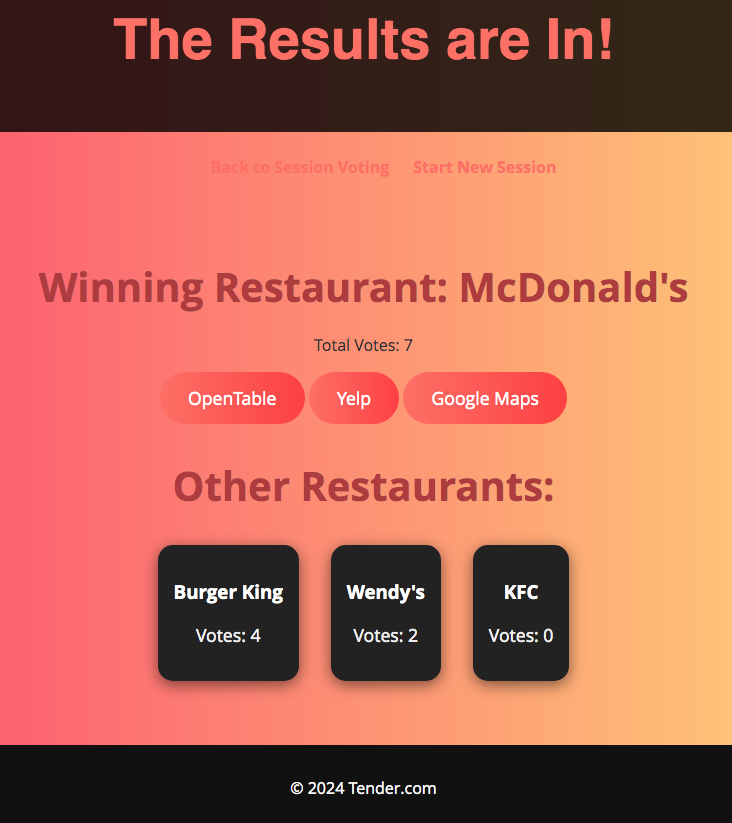 The Results are In!
Back to Session Voting
Start New Session
Winning Restaurant: McDonald's
Total Votes: 7
OpenTable
Yelp
Google Maps
Other Restaurants:
Burger King
Votes: 4
Wendy's
Votes: 2
KFC
Votes: 0
© 2024 Tender.com